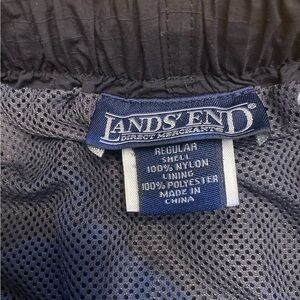 LANDS' END®
DIRECT MERCHANTS
REGULAR
SHELL
100% NYLON
LINING
100% POLYESTER
MADE IN
CHINA